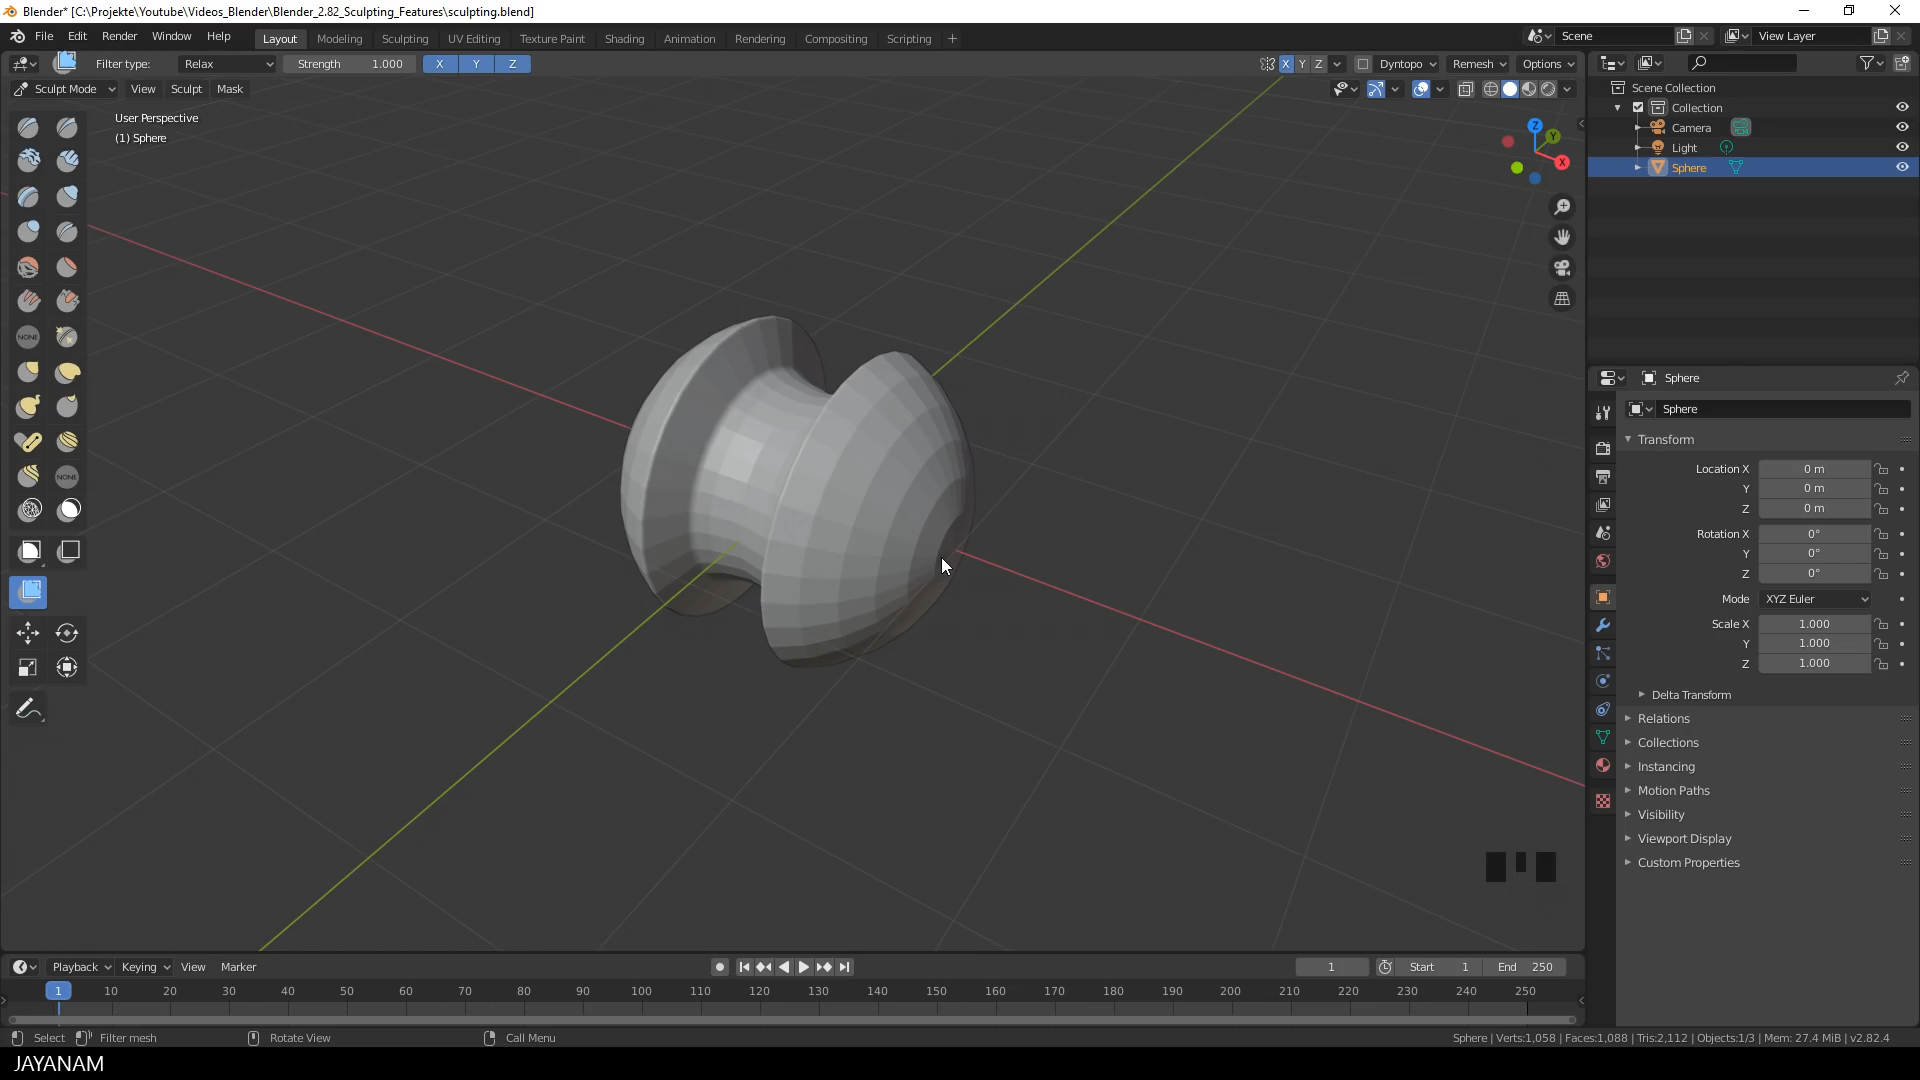 Blender* [C:\Projekte\Youtube\Videos_Blender\Blender_2.82_Sculpting_Features\sculpting.blend]
File Edit Render Window Help Layout Modeling Sculpting UV Editing Texture Paint Shading Animation Rendering Compositing Scripting + Scene View Layer
Filter type: Relax Strength 1.000 X Y Z X Y Z Dyntopo Remesh Options
Sculpt Mode View Sculpt Mask
User Perspective
(1) Sphere
NONE
NONE
Z
Y
X
Scene Collection
Collection
Camera
Light
Sphere
Sphere
Sphere
Transform
Location X 0 m
Y 0 m
Z 0 m
Rotation X 0°
Y 0°
Z 0°
Mode XYZ Euler
Scale X 1.000
Y 1.000
Z 1.000
Delta Transform
Relations
Collections
Instancing
Motion Paths
Visibility
Viewport Display
Custom Properties
Playback Keying View Marker 1 Start 1 End 250
1 10 20 30 40 50 60 70 80 90 100 110 120 130 140 150 160 170 180 190 200 210 220 230 240 250
Select Filter mesh Rotate View Call Menu Sphere | Verts:1,058 | Faces:1,088 | Tris:2,112 | Objects:1/3 | Mem: 27.4 MiB | v2.82.4
JAYANAM